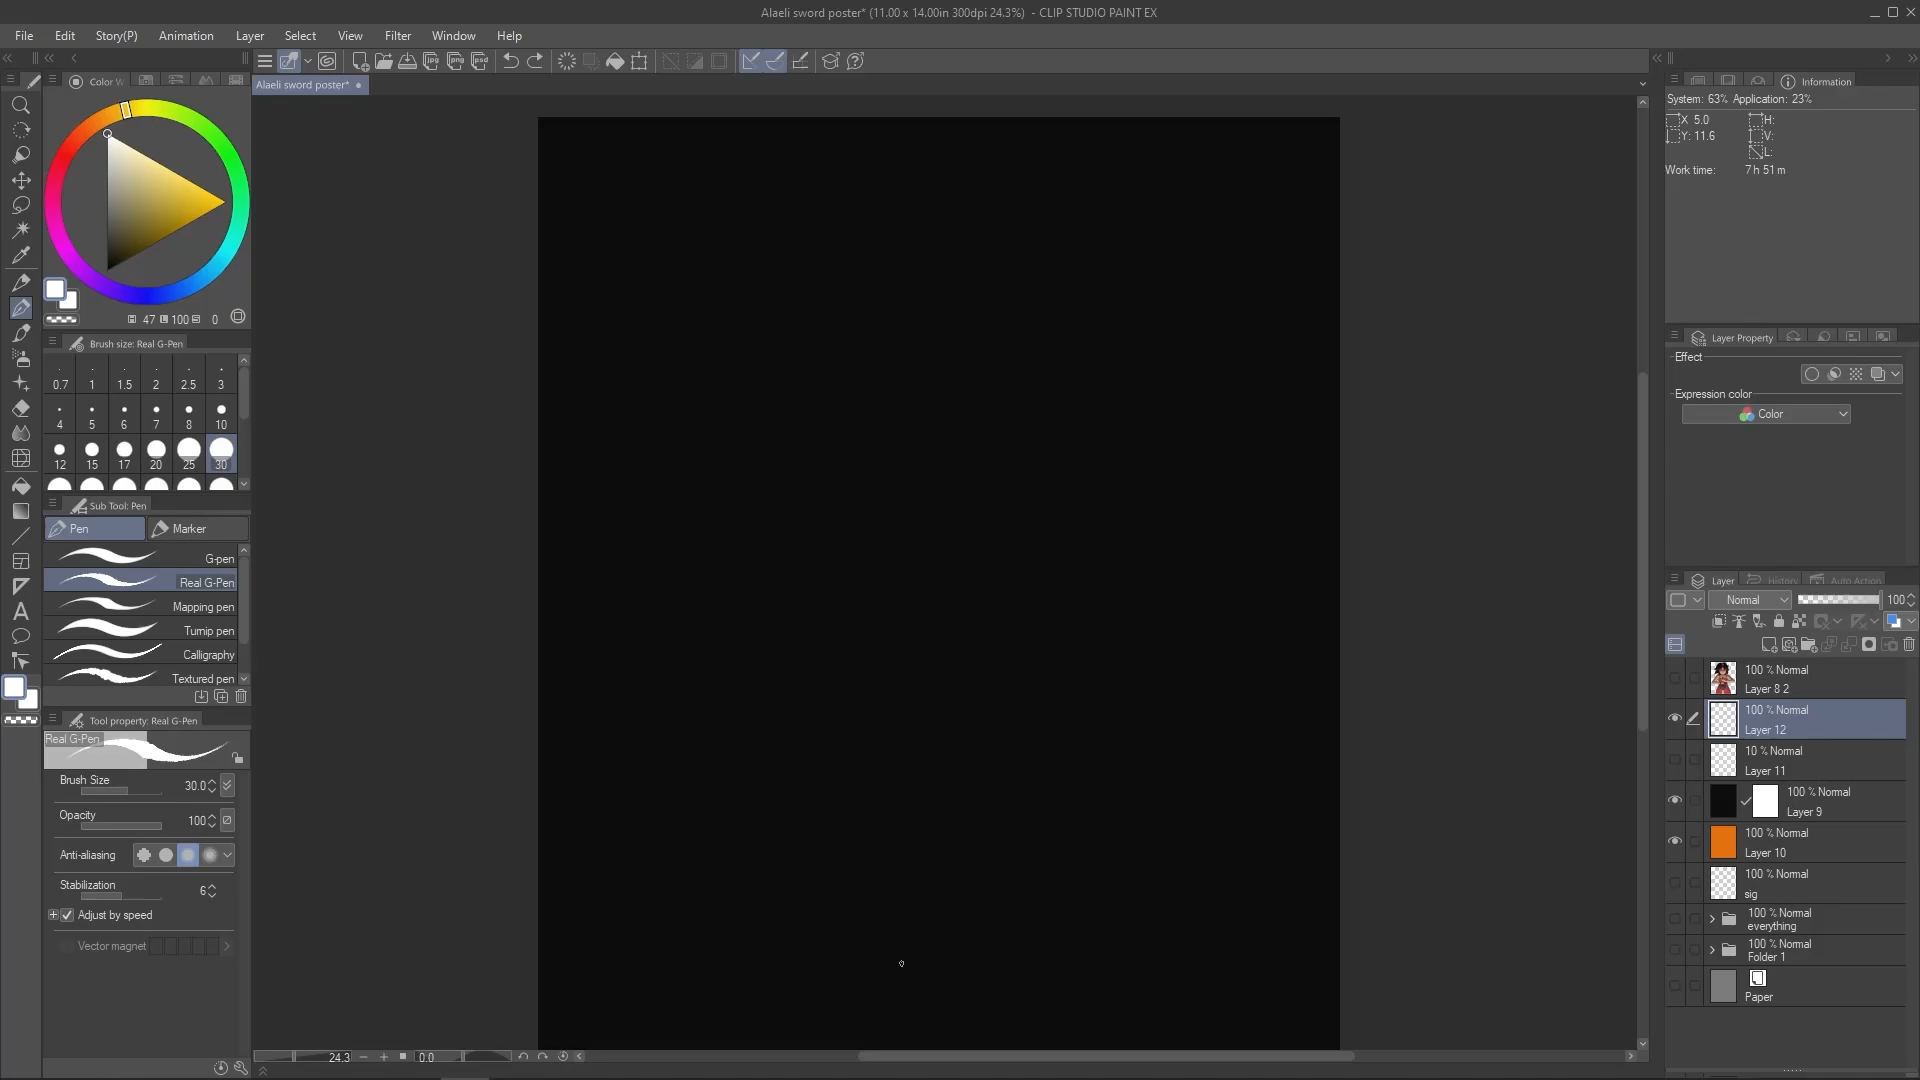 Alaeli sword poster* (11.00 x 14.00in 300dpi 24.3%) - CLIP STUDIO PAINT EX
File Edit Story(P) Animation Layer Select View Filter Window Help
Alaeli sword poster*
Color W
47 100 0
Brush size: Real G-Pen
0.7 1 1.5 2 2.5 3
4 5 6 7 8 10
12 15 17 20 25 30
Sub Tool: Pen
Pen Marker
G-pen
Real G-Pen
Mapping pen
Turnip pen
Calligraphy
Textured pen
Tool property: Real G-Pen
Real G-Pen
Brush Size 30.0
Opacity 100
Anti-aliasing
Stabilization 6
Adjust by speed
Vector magnet
24.3 0.0
Information
System: 63% Application: 23%
X 5.0 H:
Y: 11.6 V:
L:
Work time: 7 h 51 m
Layer Property
Effect
Expression color
Color
Layer History Auto Action
Normal 100
100 % Normal
Layer 8 2
100 % Normal
Layer 12
10 % Normal
Layer 11
100 % Normal
Layer 9
100 % Normal
Layer 10
100 % Normal
sig
100 % Normal
everything
100 % Normal
Folder 1
Paper